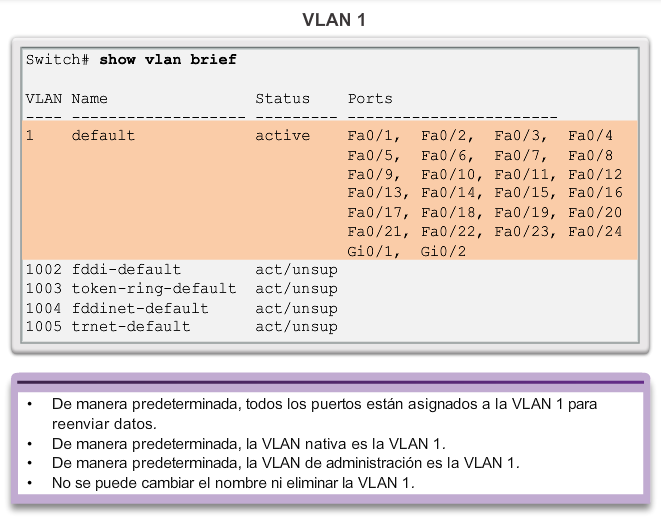 VLAN 1
Switch# show vlan brief
VLAN Name Status Ports
---- ------------------- --------- -----------------------
1 default active Fa0/1, Fa0/2, Fa0/3, Fa0/4
Fa0/5, Fa0/6, Fa0/7, Fa0/8
Fa0/9, Fa0/10, Fa0/11, Fa0/12
Fa0/13, Fa0/14, Fa0/15, Fa0/16
Fa0/17, Fa0/18, Fa0/19, Fa0/20
Fa0/21, Fa0/22, Fa0/23, Fa0/24
Gi0/1, Gi0/2
1002 fddi-default act/unsup
1003 token-ring-default act/unsup
1004 fddinet-default act/unsup
1005 trnet-default act/unsup
• De manera predeterminada, todos los puertos están asignados a la VLAN 1 para
reenviar datos.
• De manera predeterminada, la VLAN nativa es la VLAN 1.
• De manera predeterminada, la VLAN de administración es la VLAN 1.
• No se puede cambiar el nombre ni eliminar la VLAN 1.